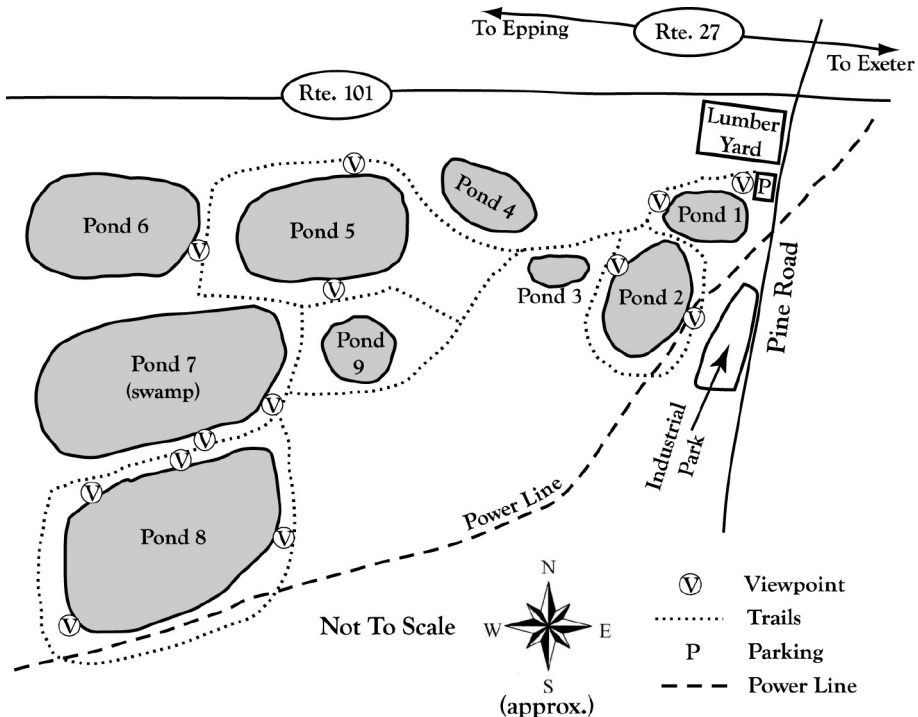 To Epping
Rte. 27
To Exeter
Rte. 101
Lumber
Yard
P
V
V
V
Pond 4
Pond 1
Pond 6
Pond 5
V
V
Pond 3
Pond 2
V
V
V
Pine Road
Pond 7
(swamp)
Pond
9
V
V
V
V
Industrial
Park
Pond 8
V
V
Power Line
Not To Scale
N
W
E
S
(approx.)
V Viewpoint
Trails
P Parking
Power Line